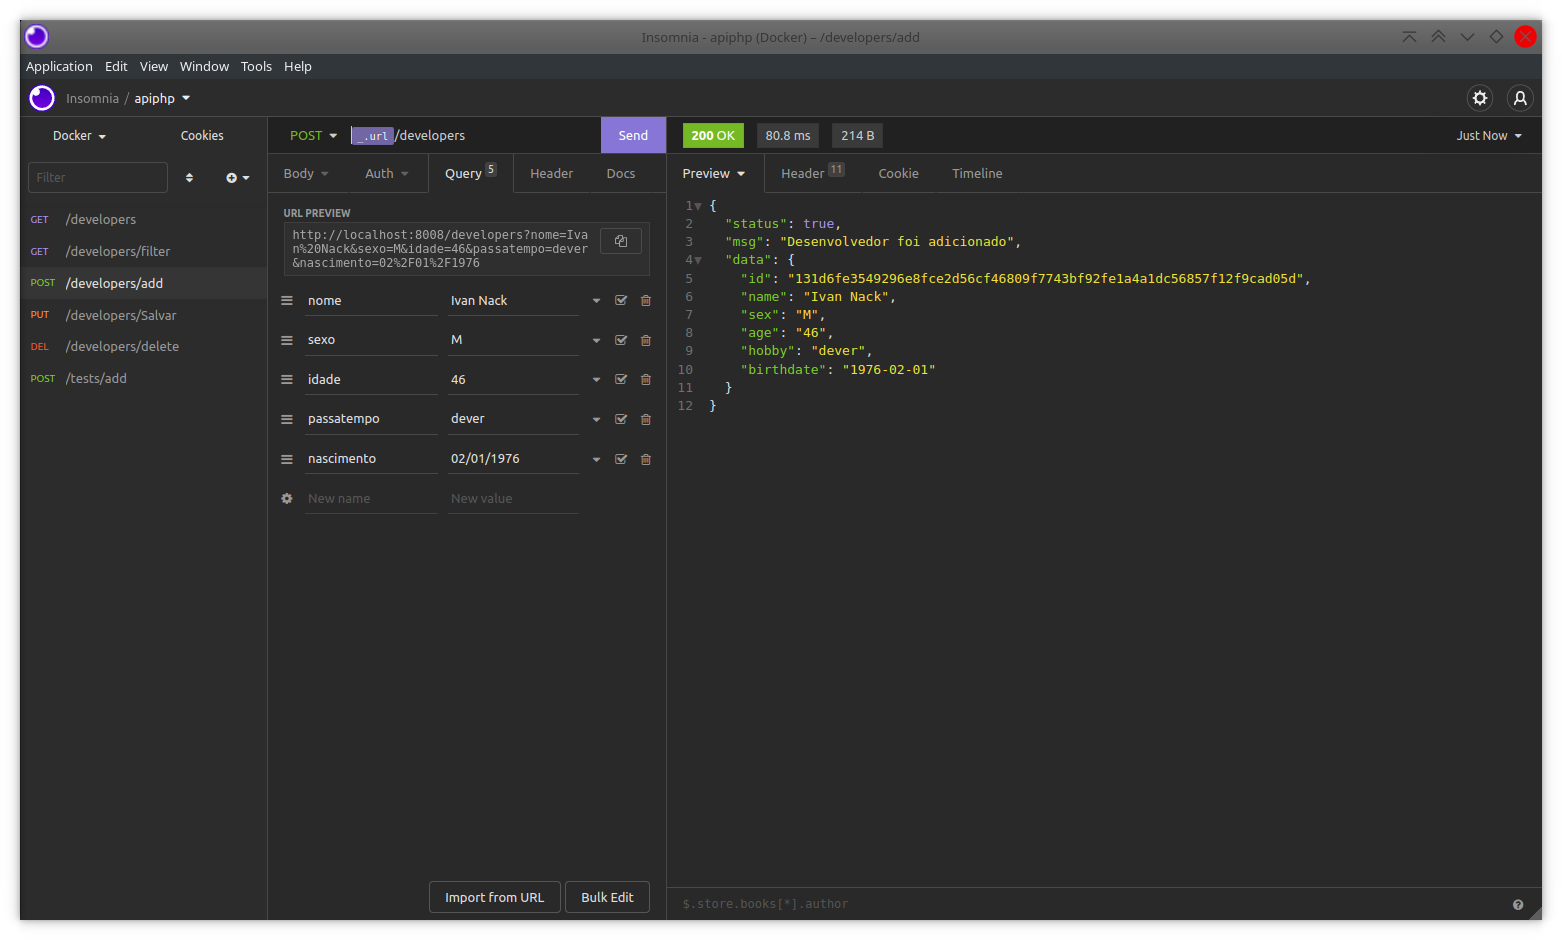 Insomnia - apiphp (Docker) – /developers/add
Application Edit View Window Tools Help
Insomnia / apiphp
Docker Cookies
Filter
GET /developers
GET /developers/filter
POST /developers/add
PUT /developers/Salvar
DEL /developers/delete
POST /tests/add
POST _.url/developers Send
Body Auth Query 5 Header Docs
URL PREVIEW
http://localhost:8008/developers?nome=Iva
n%20Nack&sexo=M&idade=46&passatempo=dever
&nascimento=02%2F01%2F1976
nome Ivan Nack
sexo M
idade 46
passatempo dever
nascimento 02/01/1976
New name New value
Import from URL Bulk Edit
200 OK 80.8 ms 214 B Just Now
Preview Header 11 Cookie Timeline
1 {
2 "status": true,
3 "msg": "Desenvolvedor foi adicionado",
4 "data": {
5 "id": "131d6fe3549296e8fce2d56cf46809f7743bf92fe1a4a1dc56857f12f9cad05d",
6 "name": "Ivan Nack",
7 "sex": "M",
8 "age": "46",
9 "hobby": "dever",
10 "birthdate": "1976-02-01"
11 }
12 }
$.store.books[*].author